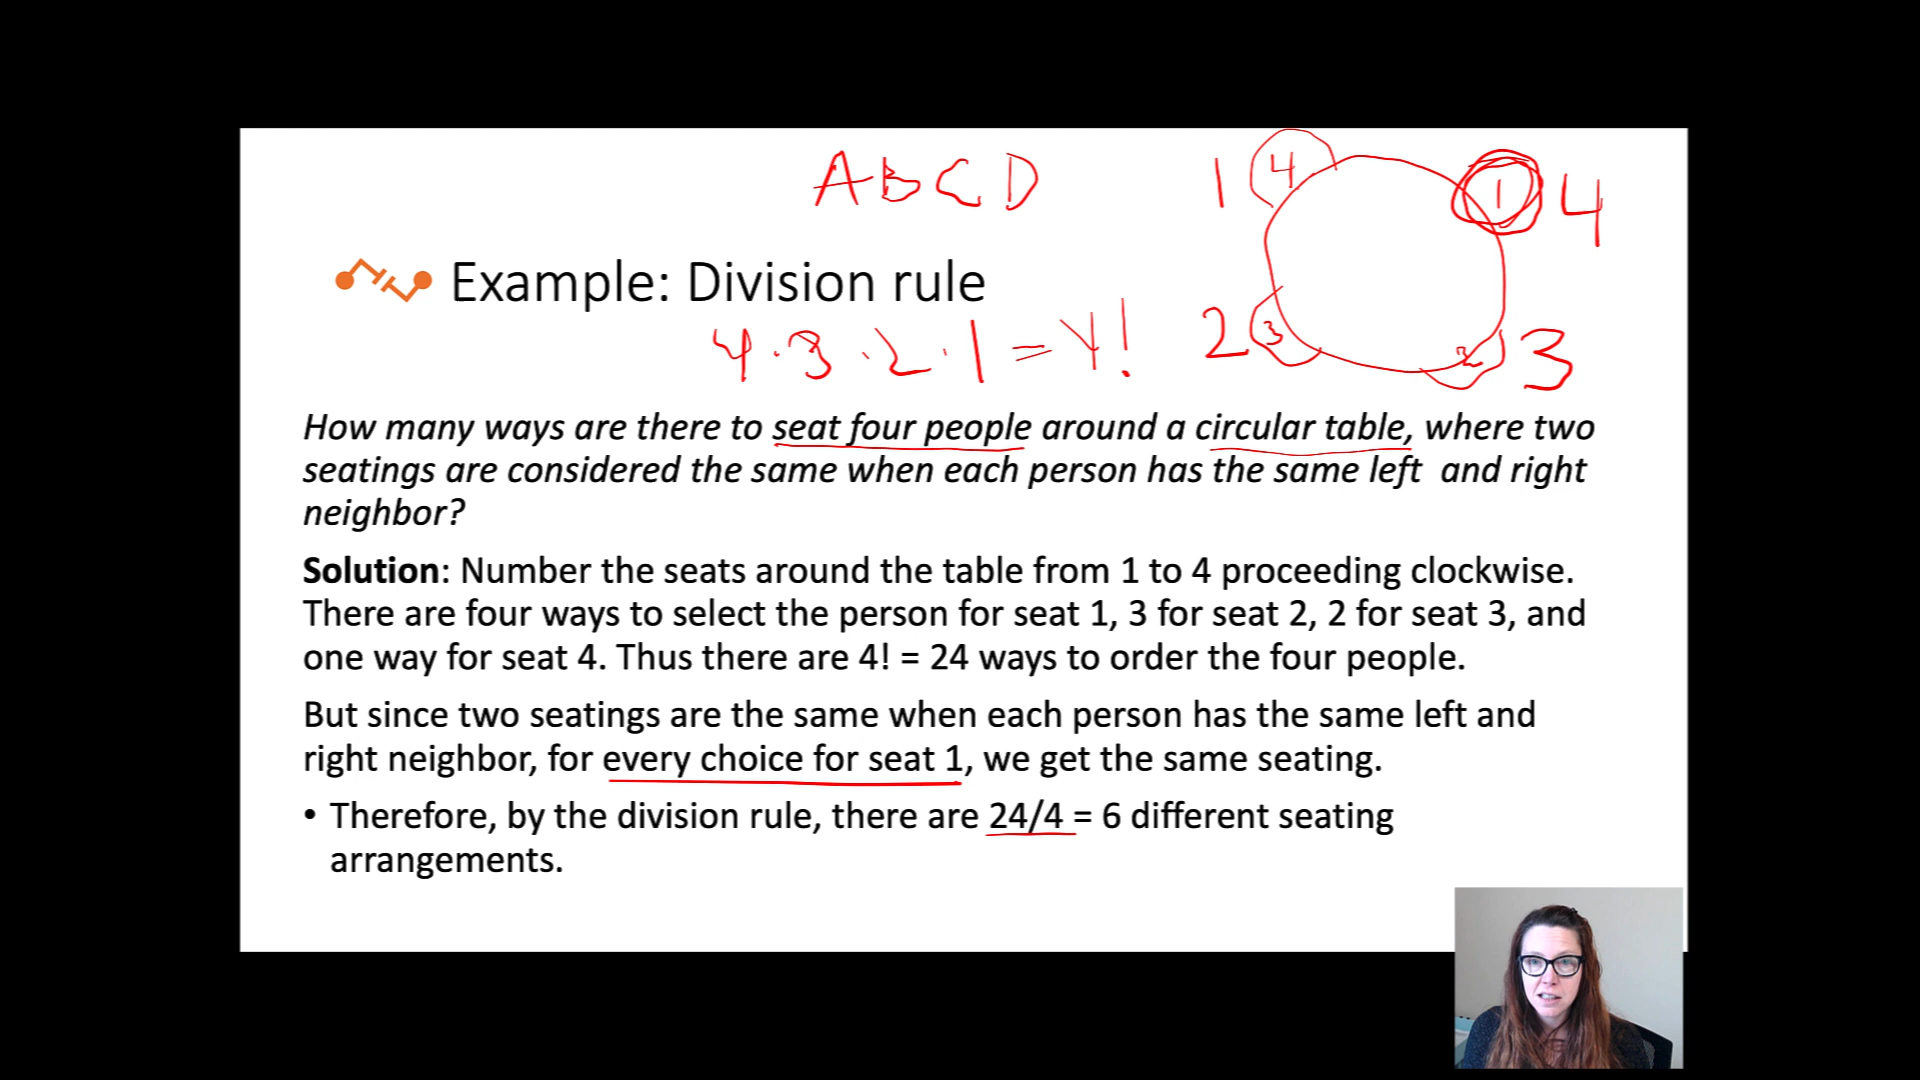 A B C D
1 4 1 4
Example: Division rule
4 · 3 · 2 · 1 = 4!
2 3 2 3
How many ways are there to seat four people around a circular table, where two
seatings are considered the same when each person has the same left and right
neighbor?
Solution: Number the seats around the table from 1 to 4 proceeding clockwise.
There are four ways to select the person for seat 1, 3 for seat 2, 2 for seat 3, and
one way for seat 4. Thus there are 4! = 24 ways to order the four people.
But since two seatings are the same when each person has the same left and
right neighbor, for every choice for seat 1, we get the same seating.
• Therefore, by the division rule, there are 24/4 = 6 different seating
arrangements.